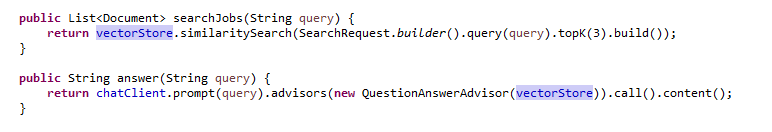 public List<Document> searchJobs(String query) {
return vectorStore.similaritySearch(SearchRequest.builder().query(query).topK(3).build());
}
public String answer(String query) {
return chatClient.prompt(query).advisors(new QuestionAnswerAdvisor(vectorStore)).call().content();
}